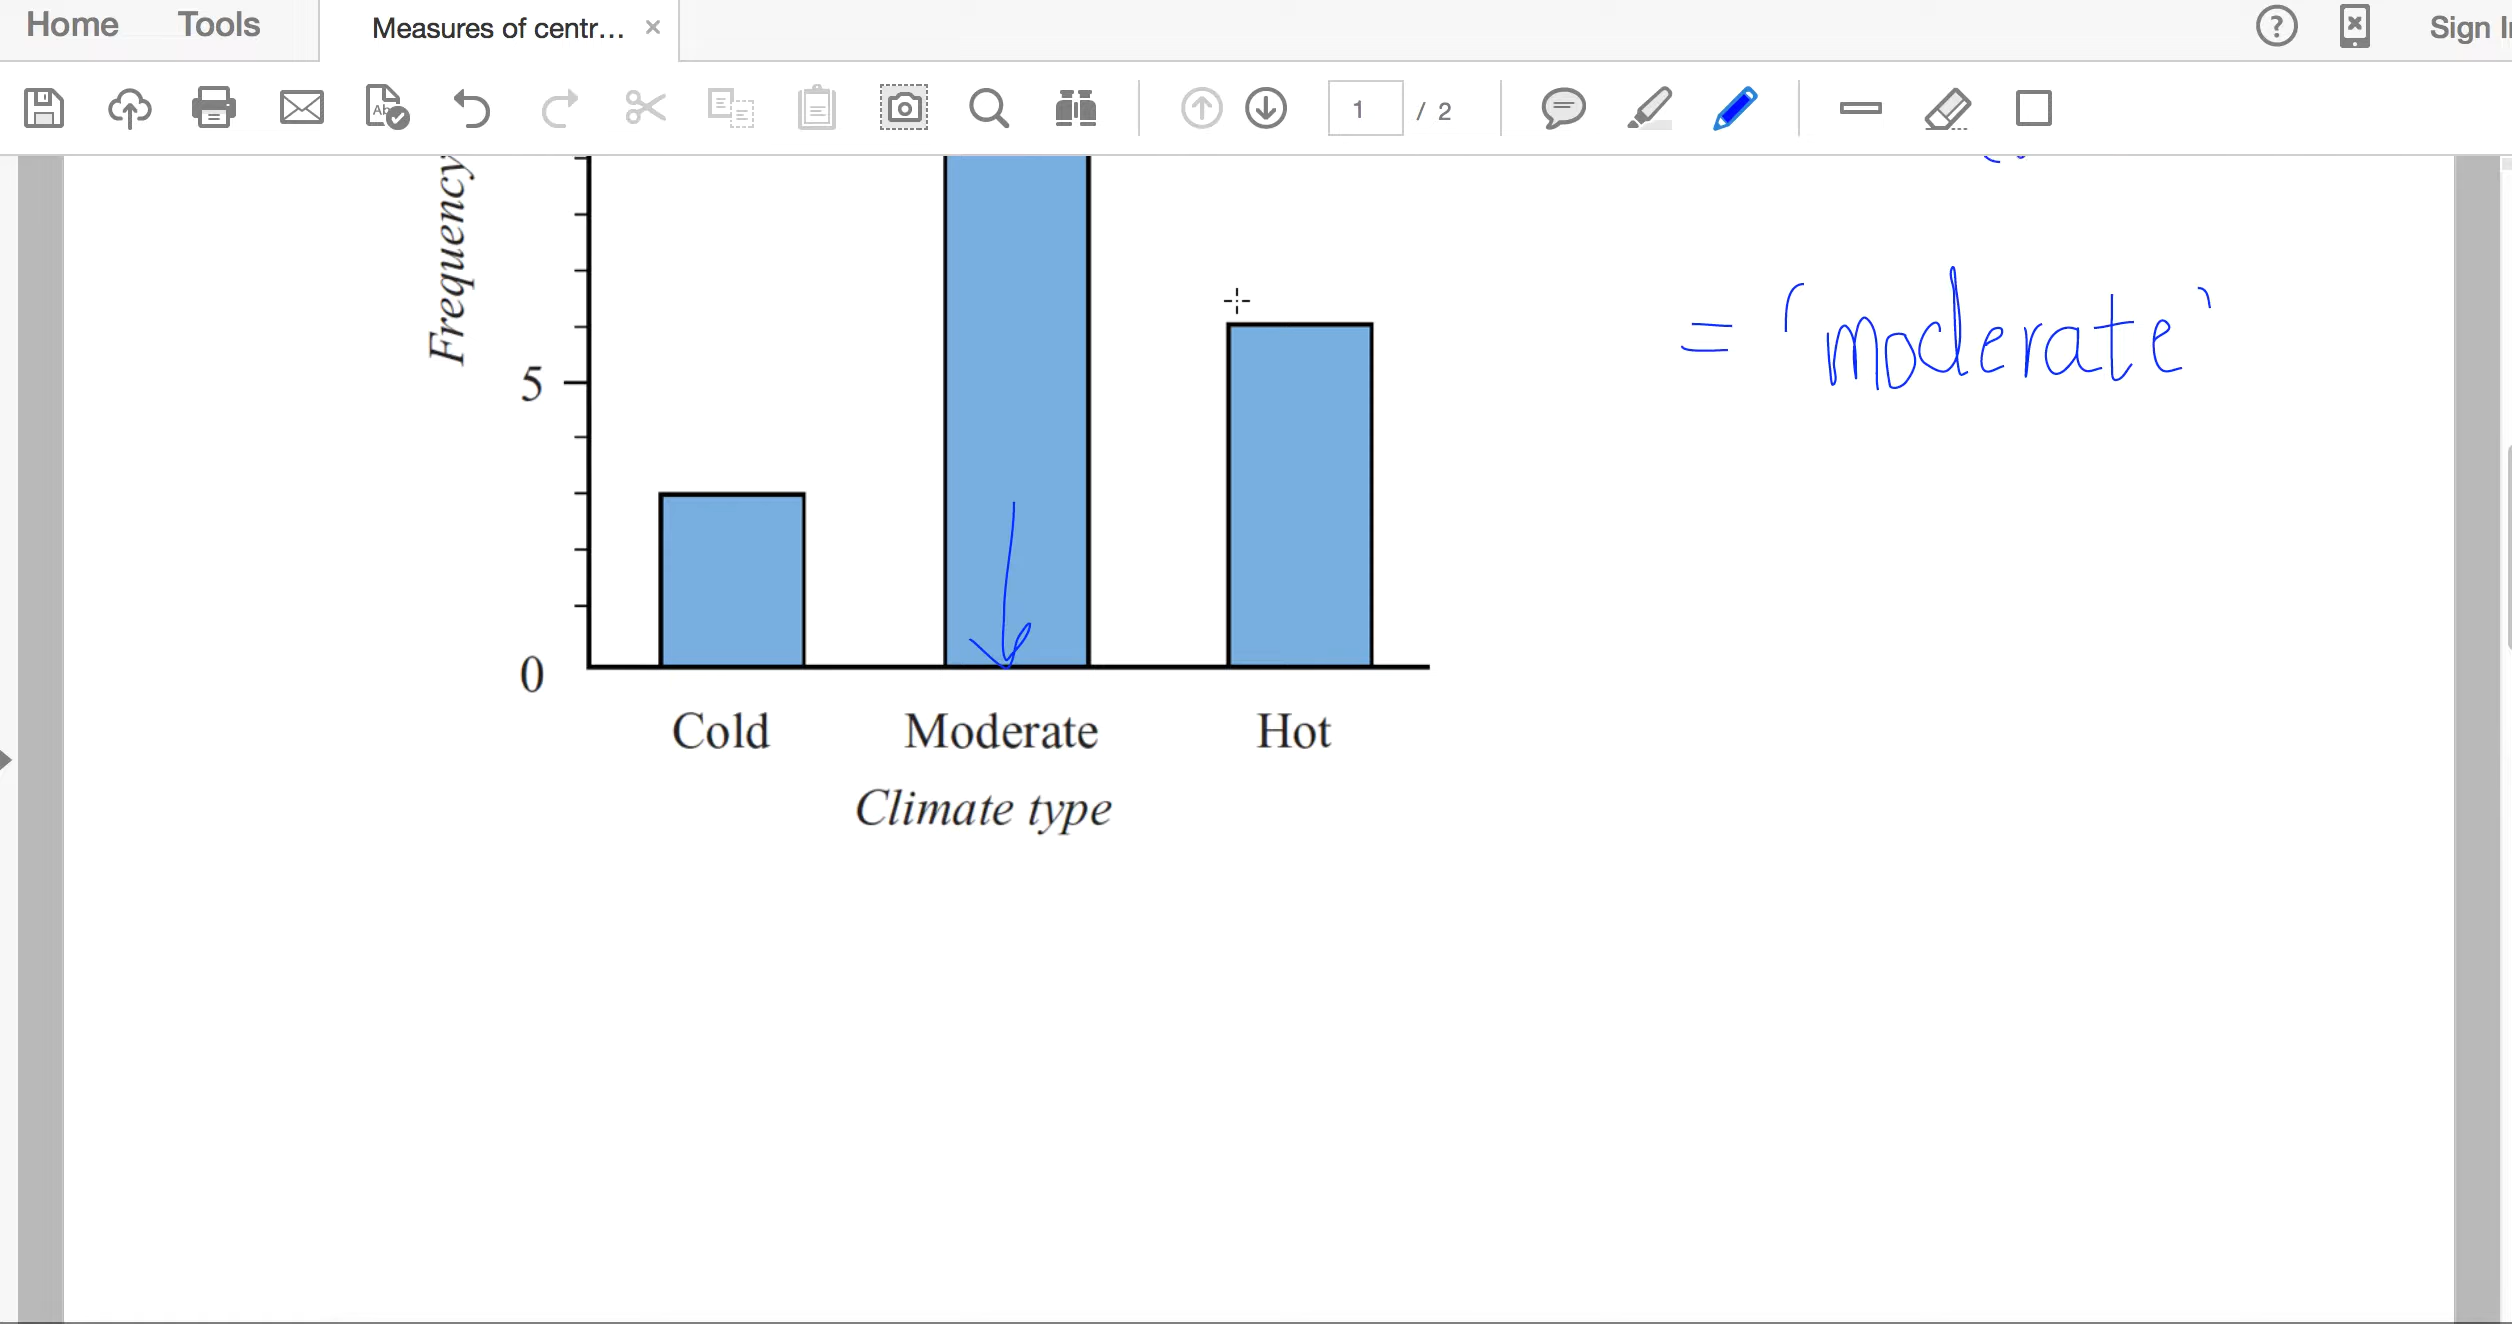 Home Tools Measures of centr... × Sign I
1 / 2
Frequency
= 'moderate'
5
0
Cold Moderate Hot
Climate type